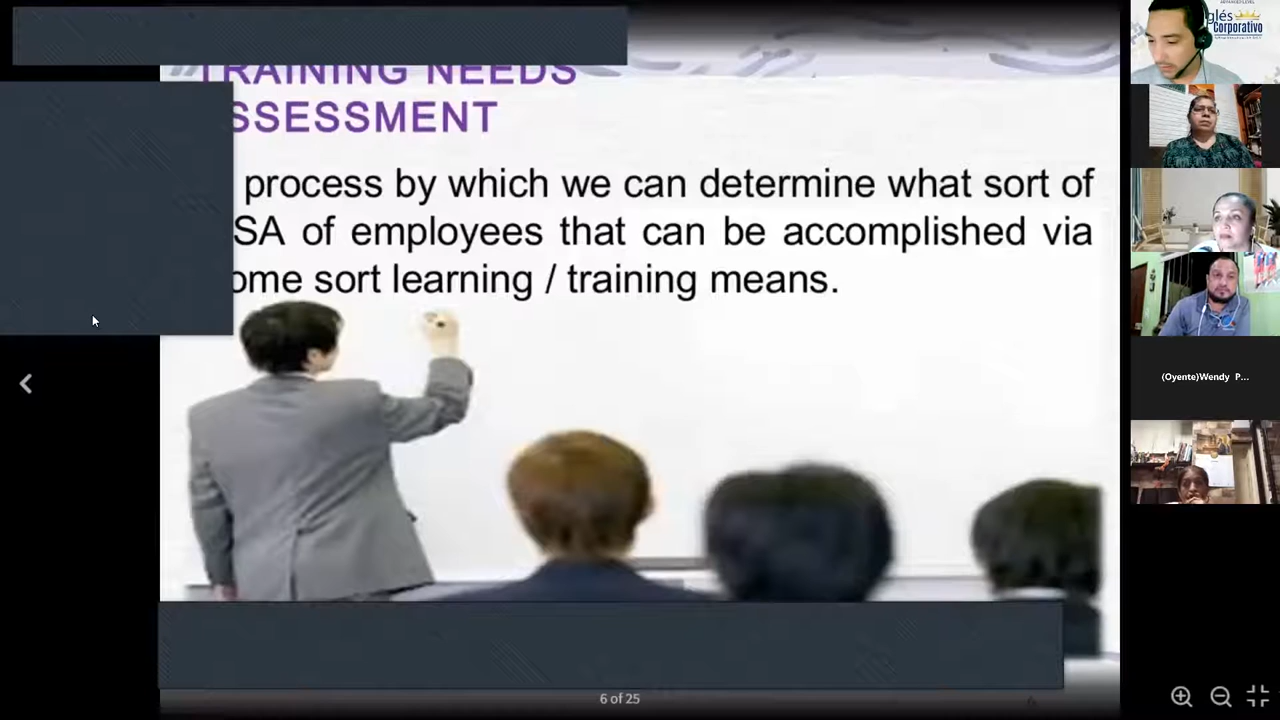 TRAINING NEEDS
SSESSMENT
process by which we can determine what sort of
SA of employees that can be accomplished via
ome sort learning / training means.
6 of 25
glés
Corporativo
(Oyente)Wendy P...